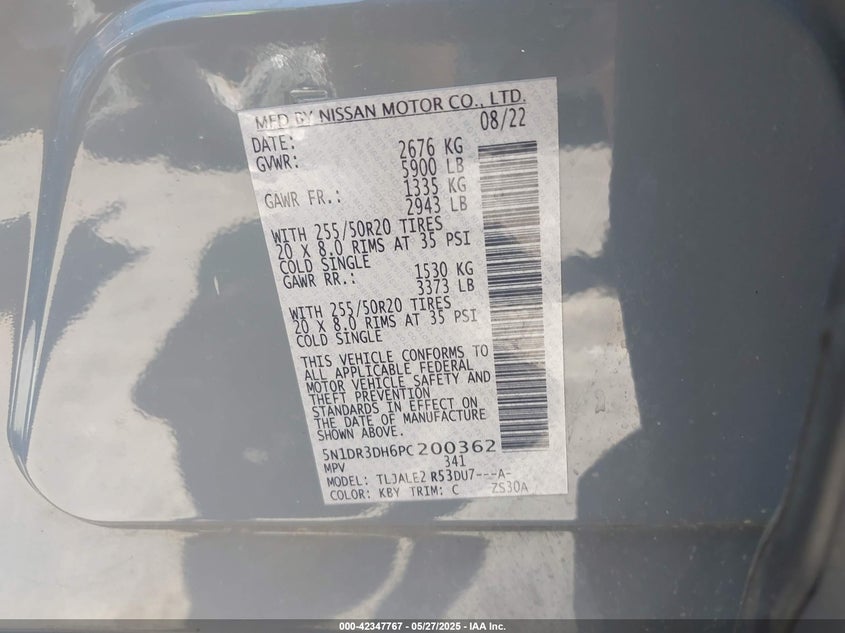 MFD BY NISSAN MOTOR CO., LTD.
DATE: 08/22
GVWR: 2676 KG
5900 LB
GAWR FR.: 1335 KG
2943 LB
WITH 255/50R20 TIRES
20 X 8.0 RIMS AT 35 PSI
COLD SINGLE
GAWR RR.: 1530 KG
3373 LB
WITH 255/50R20 TIRES
20 X 8.0 RIMS AT 35 PSI
COLD SINGLE
THIS VEHICLE CONFORMS TO
ALL APPLICABLE FEDERAL
MOTOR VEHICLE SAFETY AND
THEFT PREVENTION
STANDARDS IN EFFECT ON
THE DATE OF MANUFACTURE
SHOWN ABOVE.
5N1DR3DH6PC200362
MPV 341
MODEL: TLJALE2 R53DU7---A-
COLOR: KBY TRIM: C ZS30A
000-42347767 - 05/27/2025 - IAA Inc.